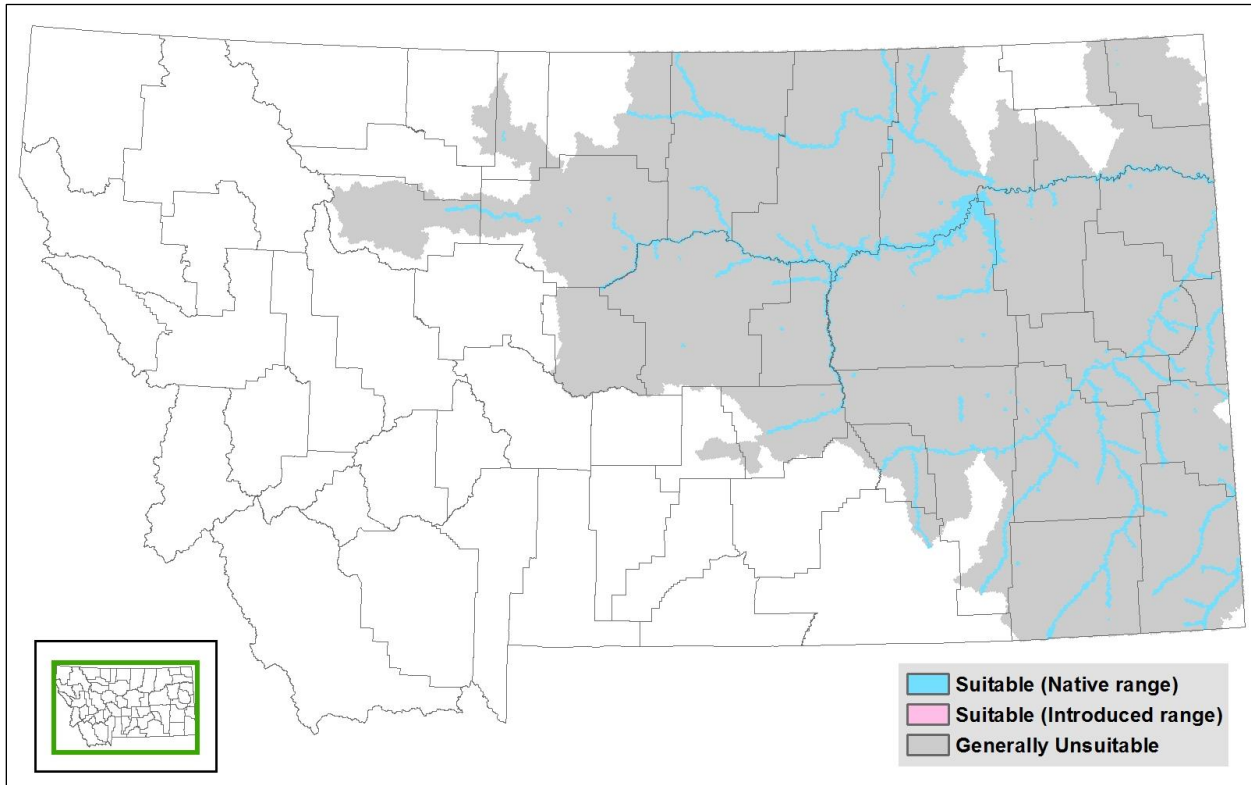 Suitable (Native range)
Suitable (Introduced range)
Generally Unsuitable